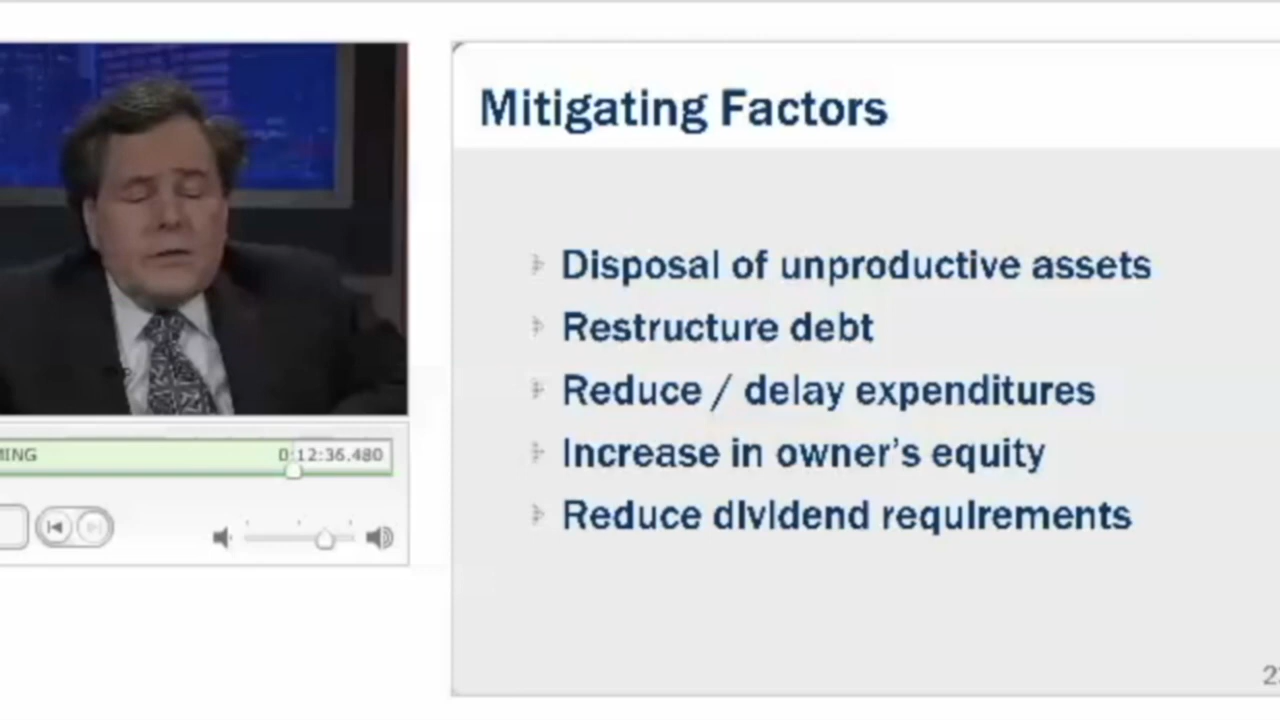 Mitigating Factors
Disposal of unproductive assets
Restructure debt
Reduce / delay expenditures
Increase in owner's equity
Reduce dividend requirements
0:12:36.480